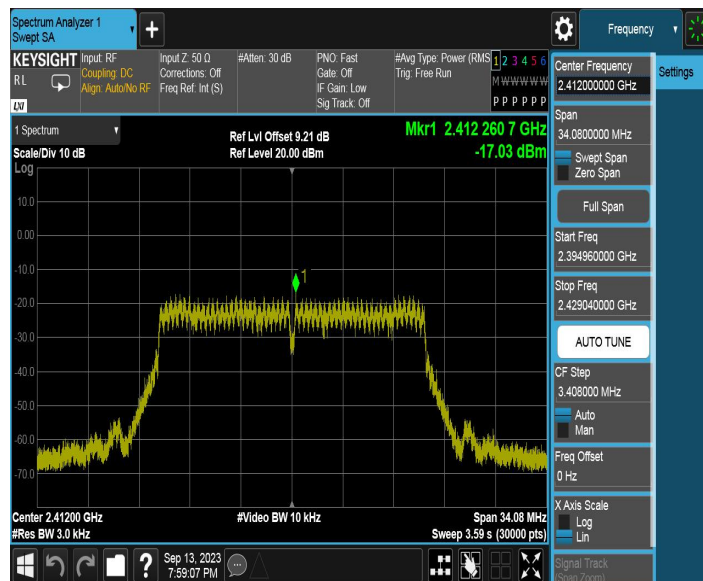 Spectrum Analyzer 1
Swept SA
+
Frequency
KEYSIGHT
RL
LXI
Input: RF
Coupling: DC
Align: Auto/No RF
Input Z: 50 Ω
Corrections: Off
Freq Ref: Int (S)
#Atten: 30 dB
PNO: Fast
Gate: Off
IF Gain: Low
Sig Track: Off
#Avg Type: Power (RMS
Trig: Free Run
1 2 3 4 5 6
M W W W W W
P P P P P P
1 Spectrum
Scale/Div 10 dB
Log
Ref Lvl Offset 9.21 dB
Ref Level 20.00 dBm
Mkr1 2.412 260 7 GHz
-17.03 dBm
10.0
0.00
-10.0
-20.0
-30.0
-40.0
-50.0
-60.0
-70.0
1
Center 2.41200 GHz
#Res BW 3.0 kHz
#Video BW 10 kHz
Span 34.08 MHz
Sweep 3.59 s (30000 pts)
Center Frequency
2.412000000 GHz
Settings
Span
34.0800000 MHz
Swept Span
Zero Span
Full Span
Start Freq
2.394960000 GHz
Stop Freq
2.429040000 GHz
AUTO TUNE
CF Step
3.408000 MHz
Auto
Man
Freq Offset
0 Hz
X Axis Scale
Log
Lin
Signal Track
(Span Zoom)
?
Sep 13, 2023
7:59:07 PM